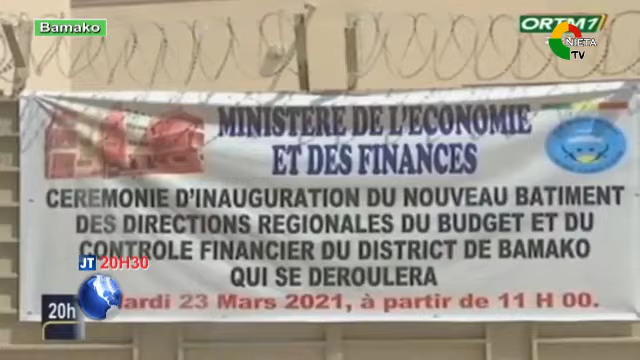 Bamako
ORTM1
NIETA
TV
MINISTERE DE L'ECONOMIE
ET DES FINANCES
CEREMONIE D'INAUGURATION DU NOUVEAU BATIMENT
DES DIRECTIONS REGIONALES DU BUDGET ET DU
CONTROLE FINANCIER DU DISTRICT DE BAMAKO
QUI SE DEROULERA
23 Mars 2021, à partir de 11 H 00.
JT 20H30
20h